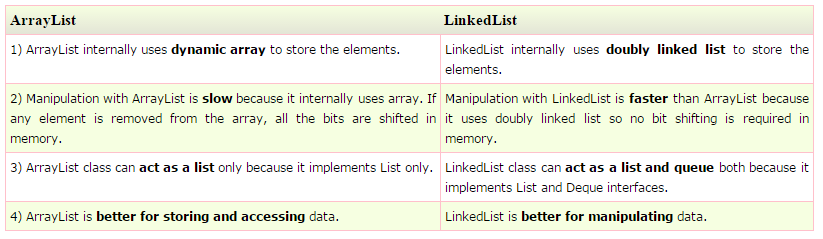 ArrayList
LinkedList
1) ArrayList internally uses dynamic array to store the elements.
LinkedList internally uses doubly linked list to store the
elements.
2) Manipulation with ArrayList is slow because it internally uses array. If
any element is removed from the array, all the bits are shifted in
memory.
Manipulation with LinkedList is faster than ArrayList because
it uses doubly linked list so no bit shifting is required in
memory.
3) ArrayList class can act as a list only because it implements List only.
LinkedList class can act as a list and queue both because it
implements List and Deque interfaces.
4) ArrayList is better for storing and accessing data.
LinkedList is better for manipulating data.